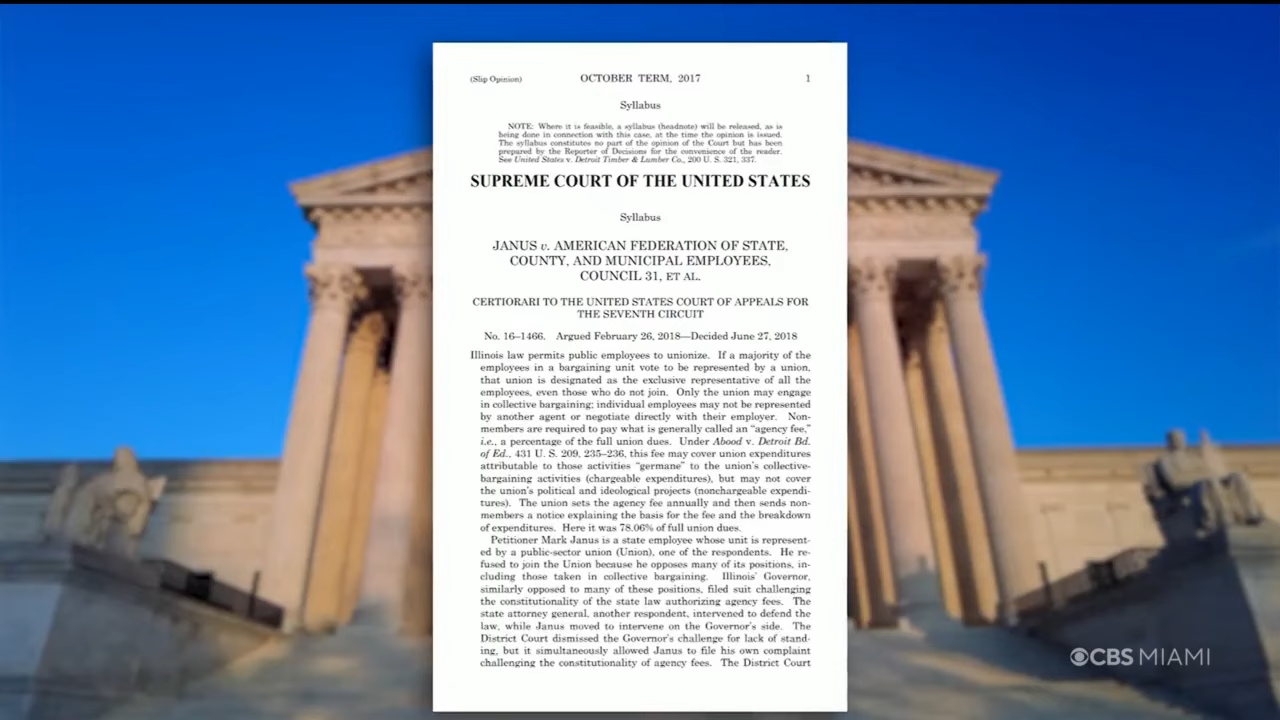 (Slip Opinion) OCTOBER TERM, 2017 1
Syllabus
NOTE: Where it is feasible, a syllabus (headnote) will be released, as is
being done in connection with this case, at the time the opinion is issued.
The syllabus constitutes no part of the opinion of the Court but has been
prepared by the Reporter of Decisions for the convenience of the reader.
See United States v. Detroit Timber & Lumber Co., 200 U. S. 321, 337.
SUPREME COURT OF THE UNITED STATES
Syllabus
JANUS v. AMERICAN FEDERATION OF STATE,
COUNTY, AND MUNICIPAL EMPLOYEES,
COUNCIL 31, ET AL.
CERTIORARI TO THE UNITED STATES COURT OF APPEALS FOR
THE SEVENTH CIRCUIT
No. 16–1466. Argued February 26, 2018—Decided June 27, 2018
Illinois law permits public employees to unionize. If a majority of the
employees in a bargaining unit vote to be represented by a union,
that union is designated as the exclusive representative of all the
employees, even those who do not join. Only the union may engage
in collective bargaining; individual employees may not be represented
by another agent or negotiate directly with their employer. Non-
members are required to pay what is generally called an “agency fee,”
i.e., a percentage of the full union dues. Under Abood v. Detroit Bd.
of Ed., 431 U. S. 209, 235–236, this fee may cover union expenditures
attributable to those activities “germane” to the union’s collective-
bargaining activities (chargeable expenditures), but may not cover
the union’s political and ideological projects (nonchargeable expendi-
tures). The union sets the agency fee annually and then sends non-
members a notice explaining the basis for the fee and the breakdown
of expenditures. Here it was 78.06% of full union dues.
Petitioner Mark Janus is a state employee whose unit is represent-
ed by a public-sector union (Union), one of the respondents. He re-
fused to join the Union because he opposes many of its positions, in-
cluding those taken in collective bargaining. Illinois’ Governor,
similarly opposed to many of these positions, filed suit challenging
the constitutionality of the state law authorizing agency fees. The
state attorney general, another respondent, intervened to defend the
law, while Janus moved to intervene on the Governor’s side. The
District Court dismissed the Governor’s challenge for lack of stand-
ing, but it simultaneously allowed Janus to file his own complaint
challenging the constitutionality of agency fees. The District Court
CBS MIAMI